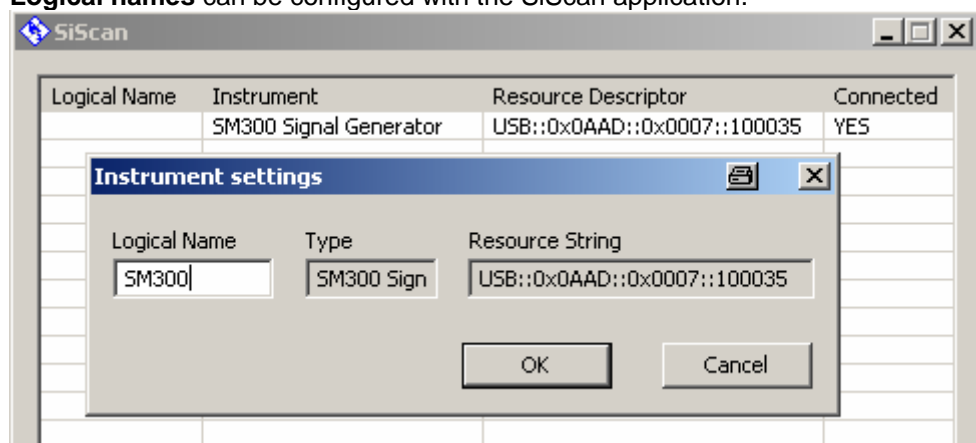 Logical names can be configured with the SiScan application.
SiScan
Logical Name Instrument Resource Descriptor Connected
SM300 Signal Generator USB::0x0AAD::0x0007::100035 YES
Instrument settings
Logical Name Type Resource String
SM300 SM300 Sign USB::0x0AAD::0x0007::100035
OK Cancel